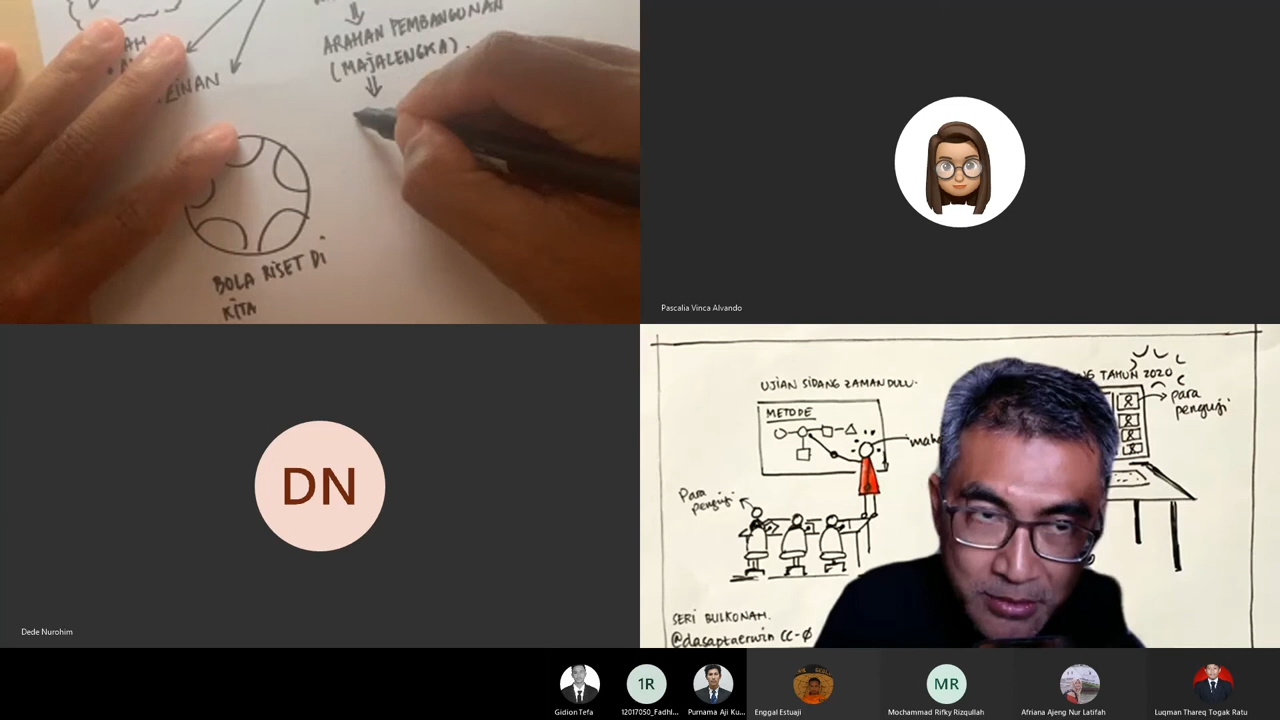 ARAHAN PEMBANGUNAN
(MAJALENGKA).
BOLA RISET DI
KITA
Pascalia Vinca Alvando
DN
Dede Nurohim
UJIAN SIDANG ZAMAN DULU.
METODE
TAHUN 2020
para
penguji
Para
penguji
SERI BULKONAH.
@dasaptaerwin CC-Ø
Gidion Tefa
1R
12017050_Fadhl...
Purnama Aji Ku...
Enggal Estuaji
MR
Mochammad Rifky Rizqullah
Afriana Ajeng Nur Latifah
Luqman Thareq Togak Ratu